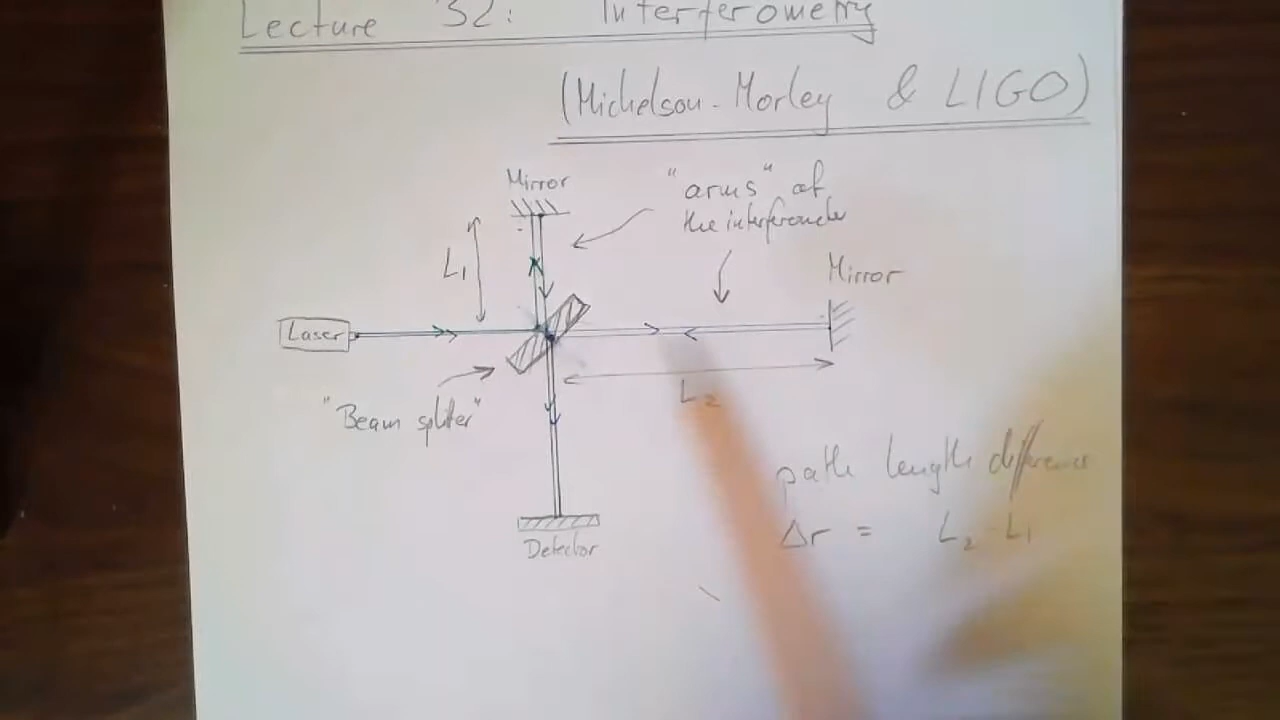 Lecture 32: Interferometry
(Michelson-Morley & LIGO)
Mirror
"arms" of
the interferometer
L₁
Mirror
Laser
L₂
"Beam spliter"
path length difference
Δr = L₂ L₁
Detector